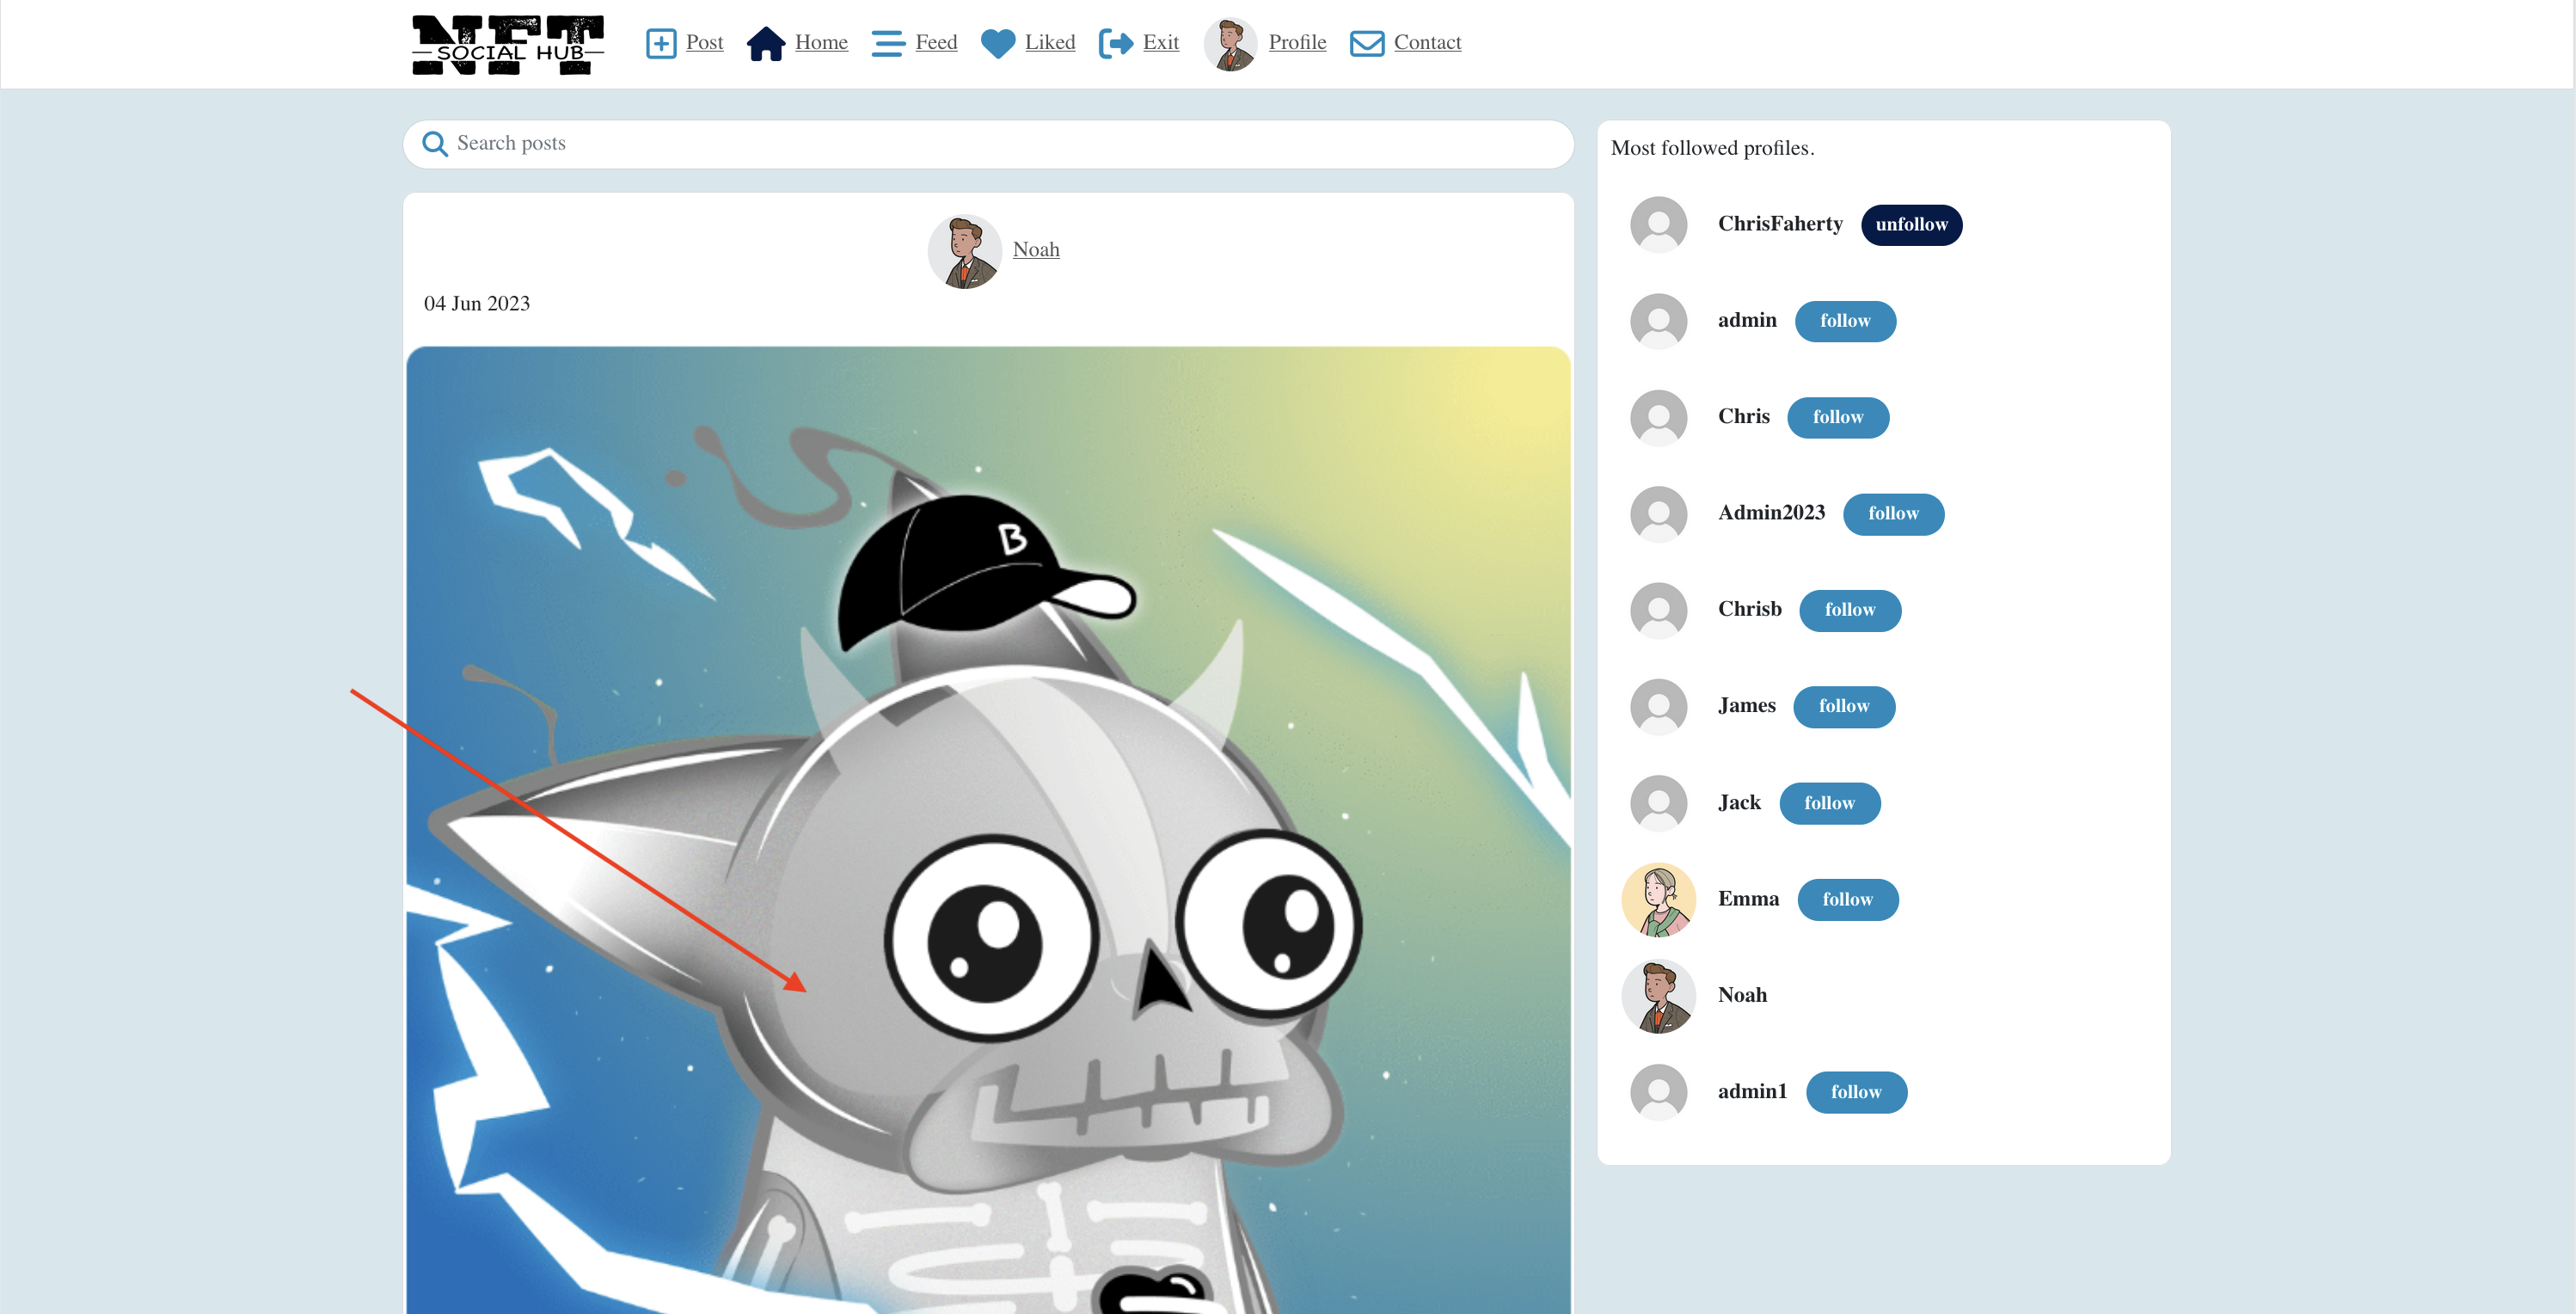 NFT
SOCIAL HUB
Post Home Feed Liked Exit Profile Contact
Search posts
Noah
04 Jun 2023
B
Most followed profiles.
ChrisFaherty unfollow
admin follow
Chris follow
Admin2023 follow
Chrisb follow
James follow
Jack follow
Emma follow
Noah
admin1 follow